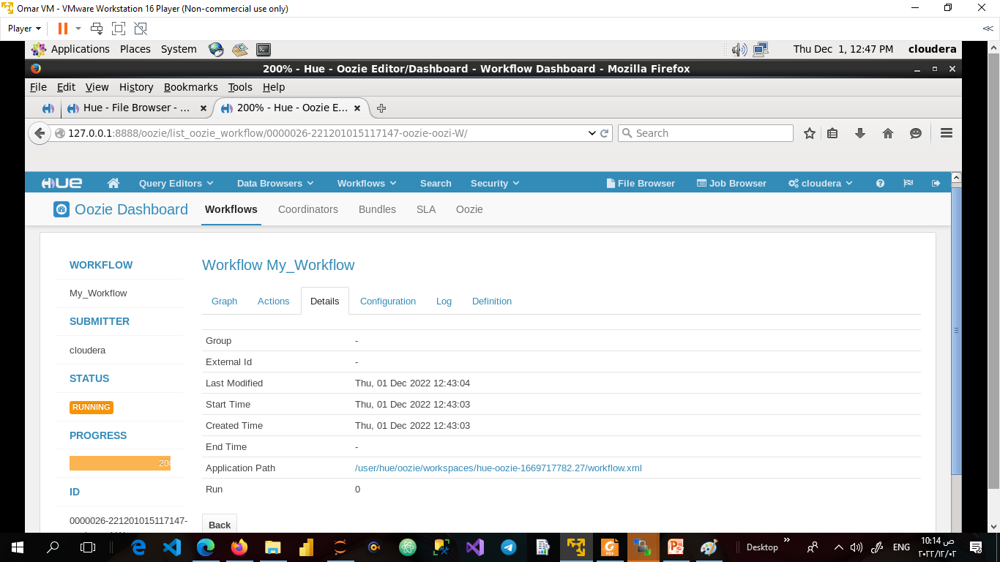 Omar VM - VMware Workstation 16 Player (Non-commercial use only)
Player
Applications Places System
Thu Dec 1, 12:47 PM cloudera
200% - Hue - Oozie Editor/Dashboard - Workflow Dashboard - Mozilla Firefox
File Edit View History Bookmarks Tools Help
Hue - File Browser - ... 200% - Hue - Oozie E...
127.0.0.1:8888/oozie/list_oozie_workflow/0000026-221201015117147-oozie-oozi-W/ Search
HUE Query Editors Data Browsers Workflows Search Security File Browser Job Browser cloudera
Oozie Dashboard Workflows Coordinators Bundles SLA Oozie
WORKFLOW
My_Workflow
SUBMITTER
cloudera
STATUS
RUNNING
PROGRESS
ID
0000026-221201015117147-
Workflow My_Workflow
Graph Actions Details Configuration Log Definition
Group -
External Id -
Last Modified Thu, 01 Dec 2022 12:43:04
Start Time Thu, 01 Dec 2022 12:43:03
Created Time Thu, 01 Dec 2022 12:43:03
End Time -
Application Path /user/hue/oozie/workspaces/hue-oozie-1669717782.27/workflow.xml
Run 0
Back
Desktop ENG
10:14 ص
٢٠٢٢/١٢/٠٢